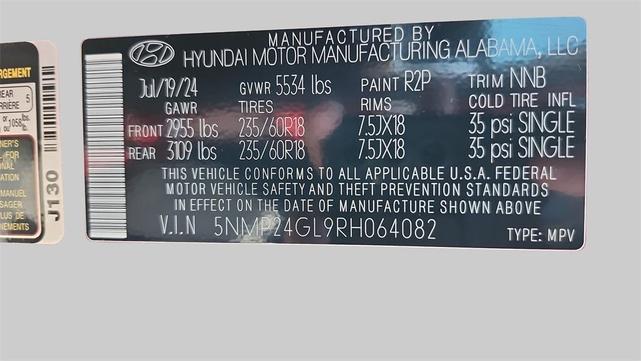 MANUFACTURED BY
HYUNDAI MOTOR MANUFACTURING ALABAMA, LLC
Jul/19/24 GVWR 5534 lbs PAINT R2P TRIM NNB
GAWR TIRES RIMS COLD TIRE INFL
FRONT 2955 lbs 235/60R18 7.5JX18 35 psi SINGLE
REAR 3109 lbs 235/60R18 7.5JX18 35 psi SINGLE
THIS VEHICLE CONFORMS TO ALL APPLICABLE U.S.A. FEDERAL
MOTOR VEHICLE SAFETY AND THEFT PREVENTION STANDARDS
IN EFFECT ON THE DATE OF MANUFACTURE SHOWN ABOVE
V.I.N 5NMP24GL9RH064082 TYPE: MPV
J130